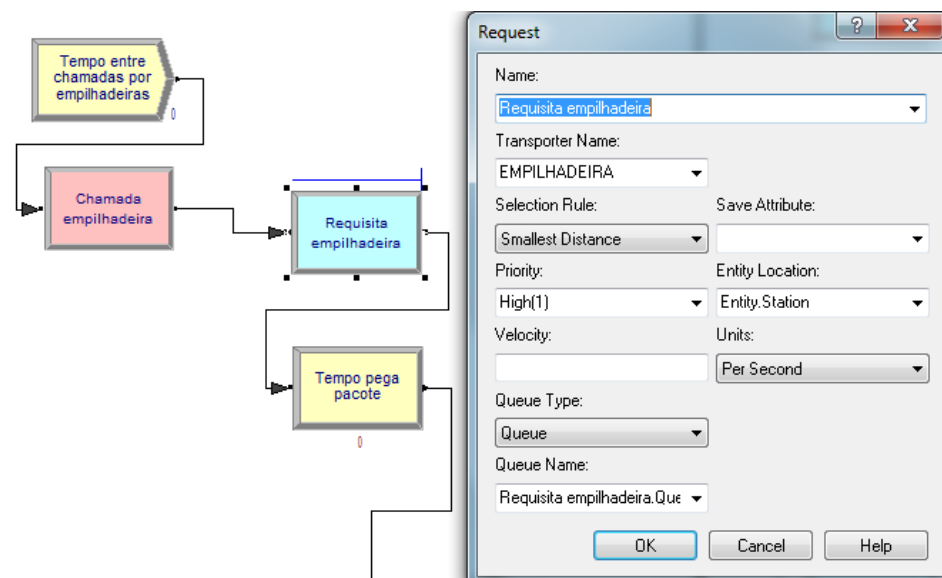 Tempo entre
chamadas por
empilhadeiras
0
Chamada
empilhadeira
Requisita
empilhadeira
Tempo pega
pacote
0
Request
?
X
Name:
Requisita empilhadeira
Transporter Name:
EMPILHADEIRA
Selection Rule: Save Attribute:
Smallest Distance
Priority: Entity Location:
High(1) Entity.Station
Velocity: Units:
Per Second
Queue Type:
Queue
Queue Name:
Requisita empilhadeira.Que
OK Cancel Help